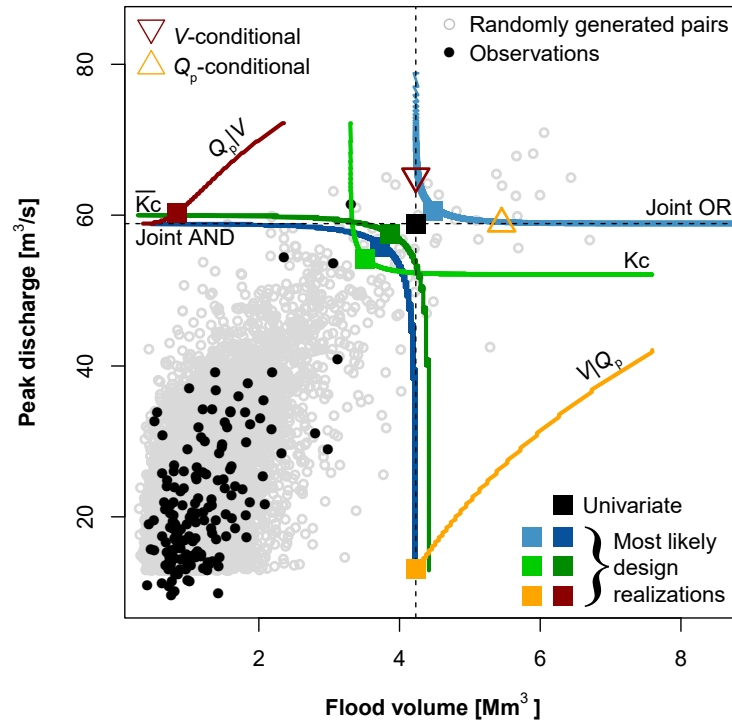 V-conditional
Qp-conditional
Randomly generated pairs
Observations
Qp|V
Kc
Joint AND
Joint OR
Kc
V|Qp
Univariate
Most likely
design
realizations
80
60
40
20
2
4
6
8
Peak discharge [m³/s]
Flood volume [Mm³]